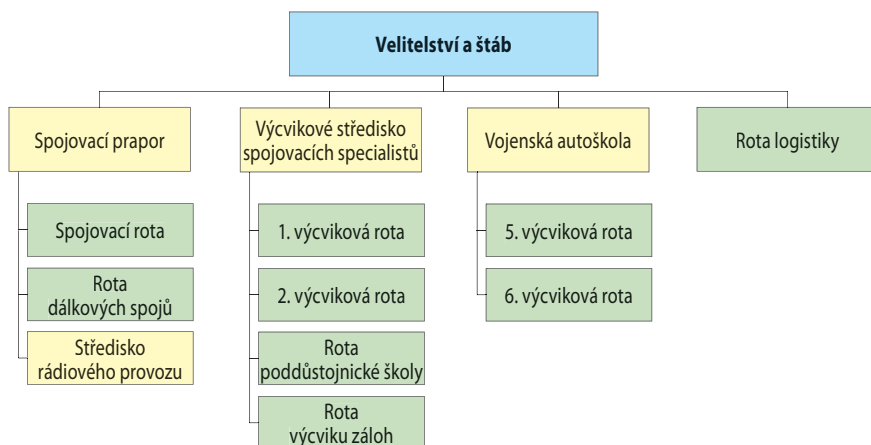 Velitelství a štáb
Spojovací prapor
Výcvikové středisko
spojovacích specialistů
Vojenská autoškola
Rota logistiky
Spojovací rota
Rota
dálkových spojů
Středisko
rádiového provozu
1. výcviková rota
2. výcviková rota
Rota
poddůstojnické školy
Rota
výcviku záloh
5. výcviková rota
6. výcviková rota